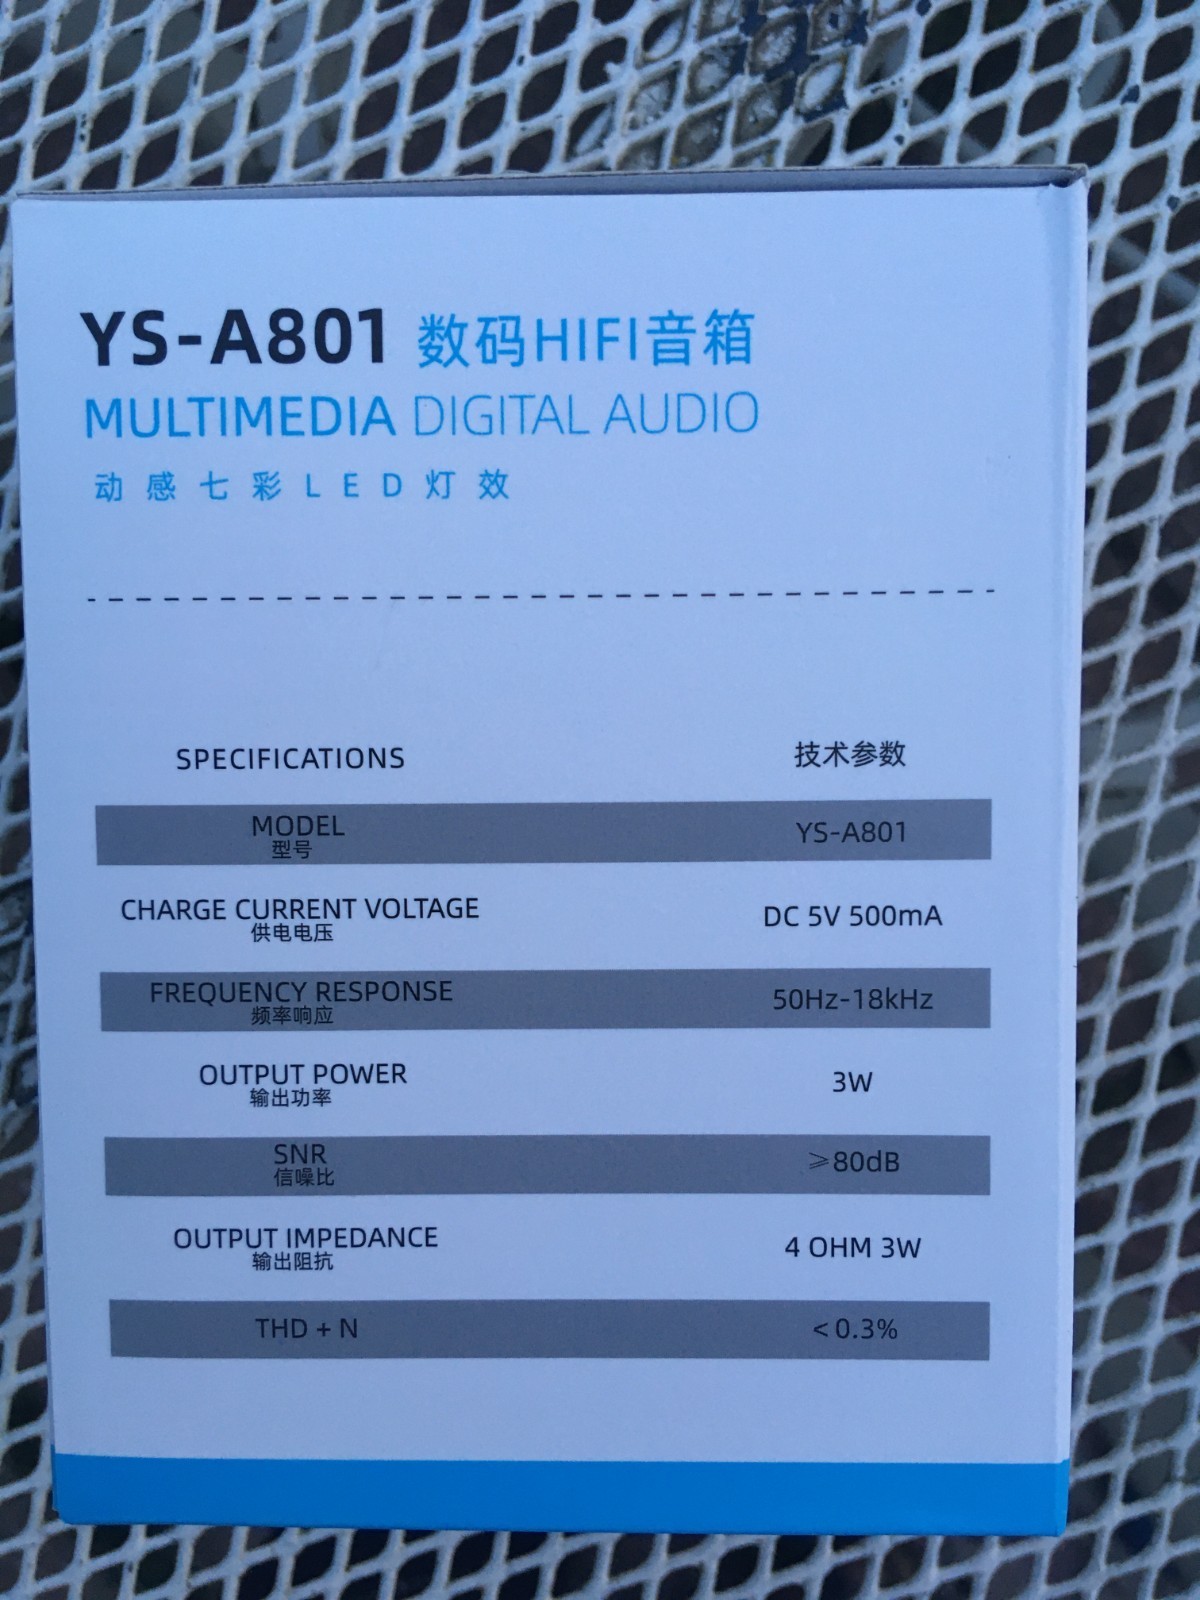 YS-A801 数码HIFI音箱
MULTIMEDIA DIGITAL AUDIO
动感七彩LED灯效
SPECIFICATIONS 技术参数
MODEL YS-A801
型号
CHARGE CURRENT VOLTAGE DC 5V 500mA
供电电压
FREQUENCY RESPONSE 50Hz-18kHz
频率响应
OUTPUT POWER 3W
输出功率
SNR ⩾80dB
信噪比
OUTPUT IMPEDANCE 4 OHM 3W
输出阻抗
THD + N < 0.3%